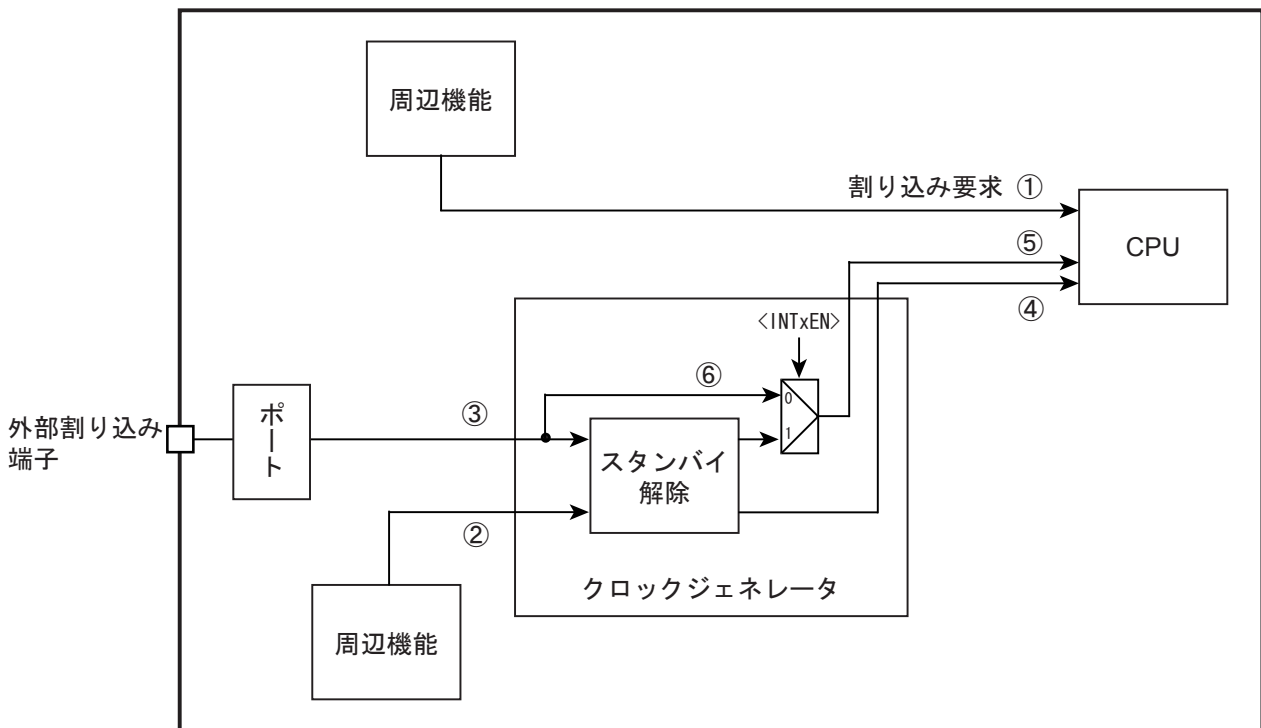 周辺機能
割り込み要求 ①
CPU
⑤
④
<INTxEN>
⑥
0
1
外部割り込み
端子
ポート
③
スタンバイ
解除
②
クロックジェネレータ
周辺機能